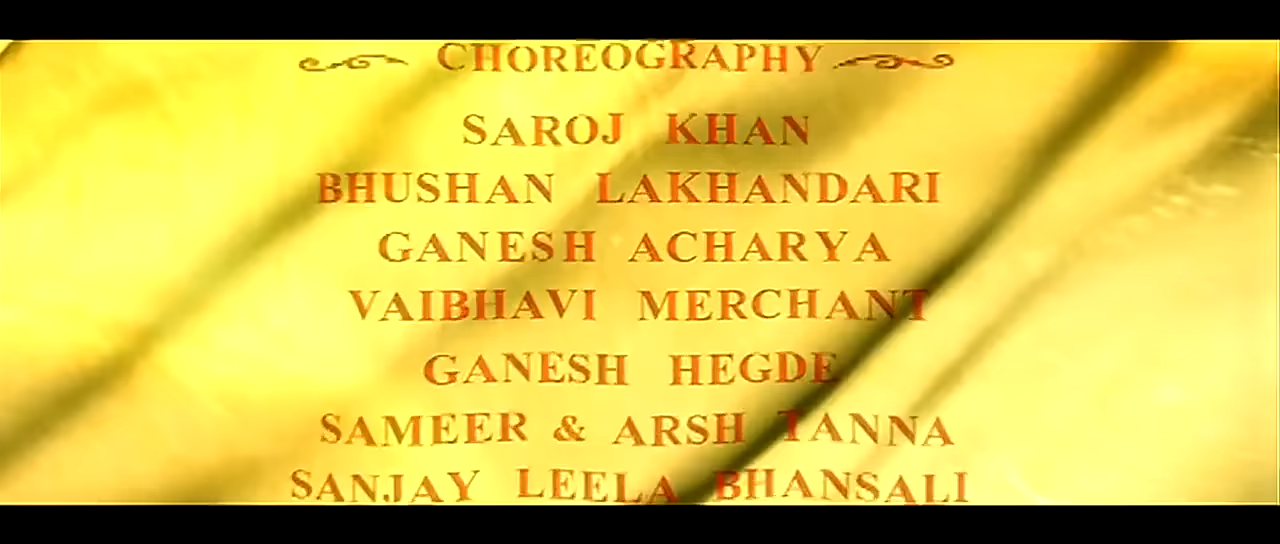 CHOREOGRAPHY
SAROJ KHAN
BHUSHAN LAKHANDARI
GANESH ACHARYA
VAIBHAVI MERCHANT
GANESH HEGDE
SAMEER & ARSH TANNA
SANJAY LEELA BHANSALI